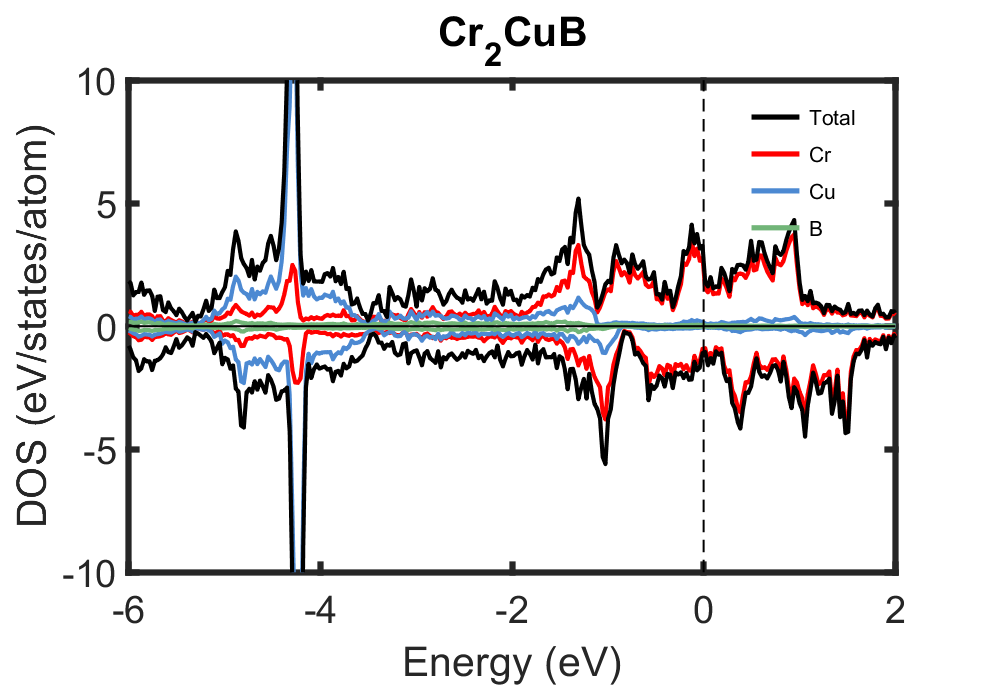 Cr₂CuB
10
5
0
-5
-10
DOS (eV/states/atom)
Total
Cr
Cu
B
-6 -4 -2 0 2
Energy (eV)